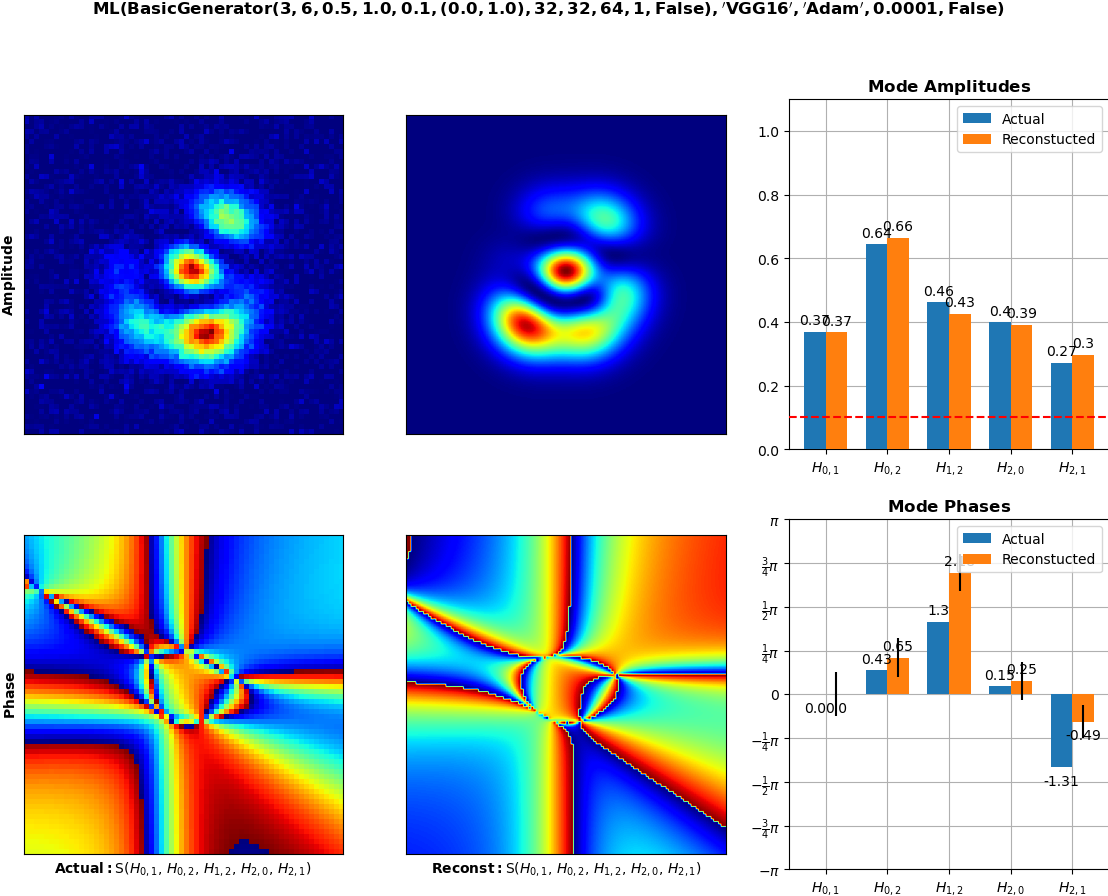 ML(BasicGenerator(3, 6, 0.5, 1.0, 0.1, (0.0, 1.0), 32, 32, 64, 1, False), ′VGG16′, ′Adam′, 0.0001, False)
Mode Amplitudes
Actual
Reconstucted
1.0
0.8
0.6
0.4
0.2
0.0
0.37 0.37
0.64 0.66
0.46 0.43
0.4 0.39
0.27 0.3
H0,1 H0,2 H1,2 H2,0 H2,1
Amplitude
Mode Phases
Actual
Reconstucted
π
3/4π
1/2π
1/4π
0
−1/4π
−1/2π
−3/4π
−π
0.00.0
0.43 0.65
1.3
0.15 0.25
-1.31 -0.49
H0,1 H0,2 H1,2 H2,0 H2,1
Phase
Actual: S(H0,1, H0,2, H1,2, H2,0, H2,1)
Reconst: S(H0,1, H0,2, H1,2, H2,0, H2,1)